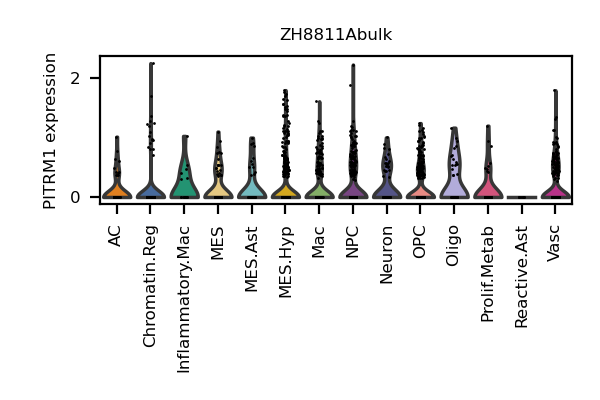 ZH8811Abulk
PITRM1 expression
2
0
AC
Chromatin.Reg
Inflammatory.Mac
MES
MES.Ast
MES.Hyp
Mac
NPC
Neuron
OPC
Oligo
Prolif.Metab
Reactive.Ast
Vasc